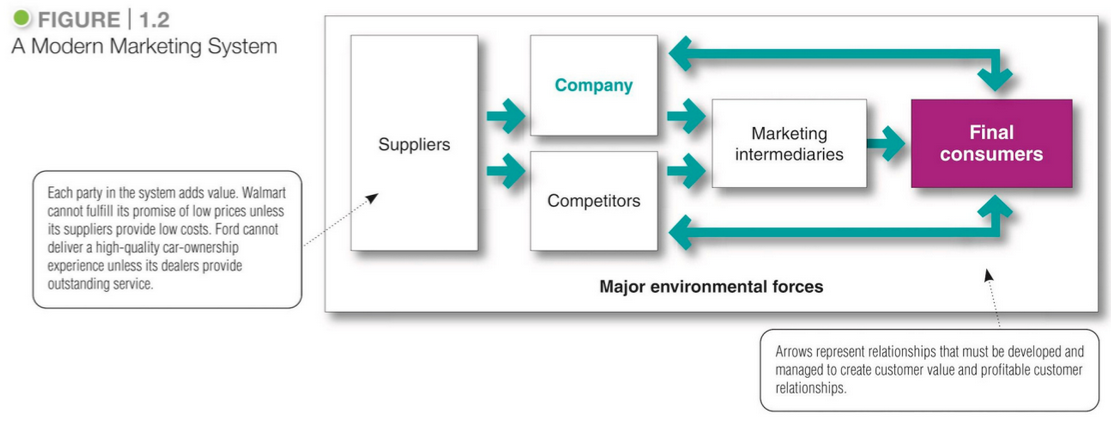 FIGURE | 1.2
A Modern Marketing System
Suppliers
Company
Competitors
Marketing
intermediaries
Final
consumers
Major environmental forces
Each party in the system adds value. Walmart
cannot fulfill its promise of low prices unless
its suppliers provide low costs. Ford cannot
deliver a high-quality car-ownership
experience unless its dealers provide
outstanding service.
Arrows represent relationships that must be developed and
managed to create customer value and profitable customer
relationships.